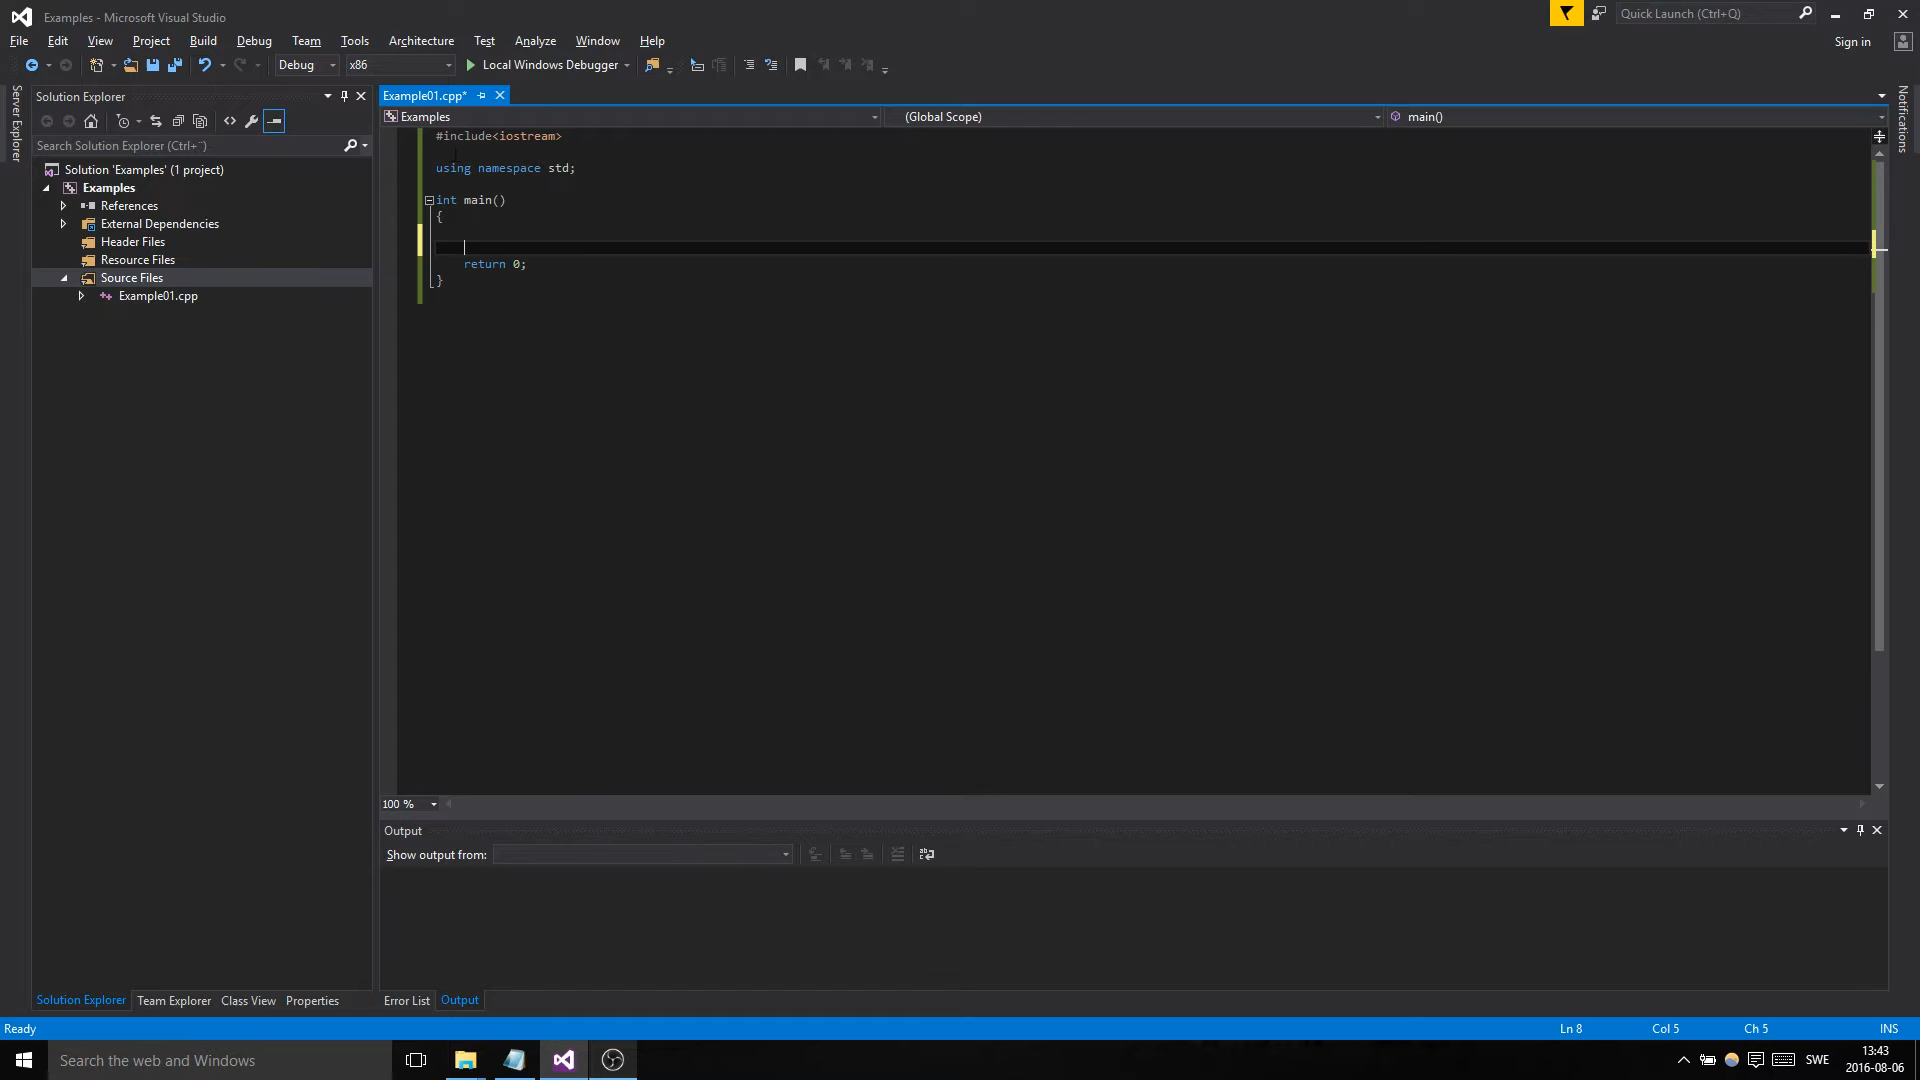 Examples - Microsoft Visual Studio
Quick Launch (Ctrl+Q)
File Edit View Project Build Debug Team Tools Architecture Test Analyze Window Help
Sign in
Debug x86 Local Windows Debugger
Server Explorer
Solution Explorer
Search Solution Explorer (Ctrl+¨)
Solution 'Examples' (1 project)
Examples
References
External Dependencies
Header Files
Resource Files
Source Files
Example01.cpp
Example01.cpp*
Examples (Global Scope) main()
#include<iostream>
using namespace std;
int main()
{
return 0;
}
Notifications
100 %
Output
Show output from:
Solution Explorer Team Explorer Class View Properties
Error List Output
Ready Ln 8 Col 5 Ch 5 INS
Search the web and Windows
SWE
13:43
2016-08-06